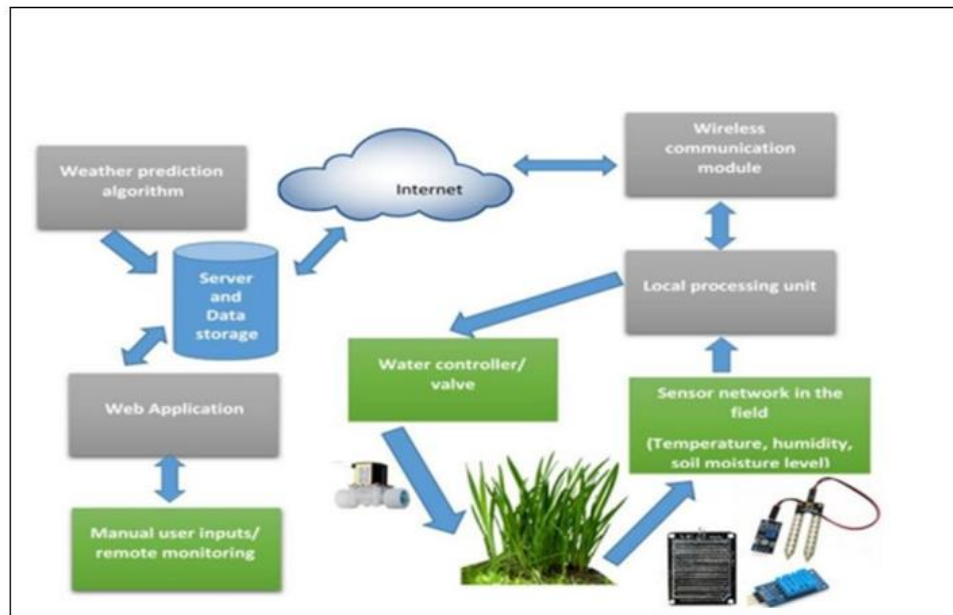 Weather prediction
algorithm
Internet
Wireless
communication
module
Server
and
Data
storage
Local processing unit
Water controller/
valve
Web Application
Sensor network in the
field
(Temperature, humidity,
soil moisture level)
Manual user inputs/
remote monitoring